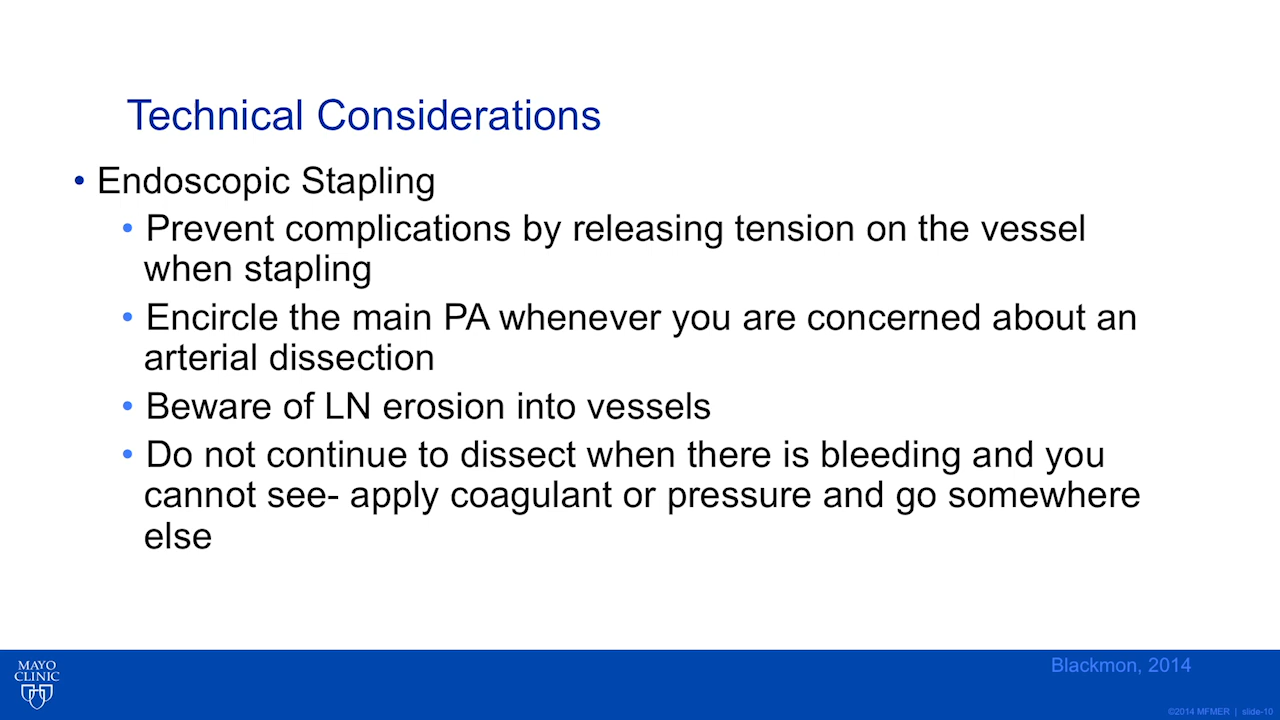 Technical Considerations
• Endoscopic Stapling
• Prevent complications by releasing tension on the vessel
when stapling
• Encircle the main PA whenever you are concerned about an
arterial dissection
• Beware of LN erosion into vessels
• Do not continue to dissect when there is bleeding and you
cannot see- apply coagulant or pressure and go somewhere
else
MAYO
CLINIC
Blackmon, 2014
©2014 MFMER | slide-10